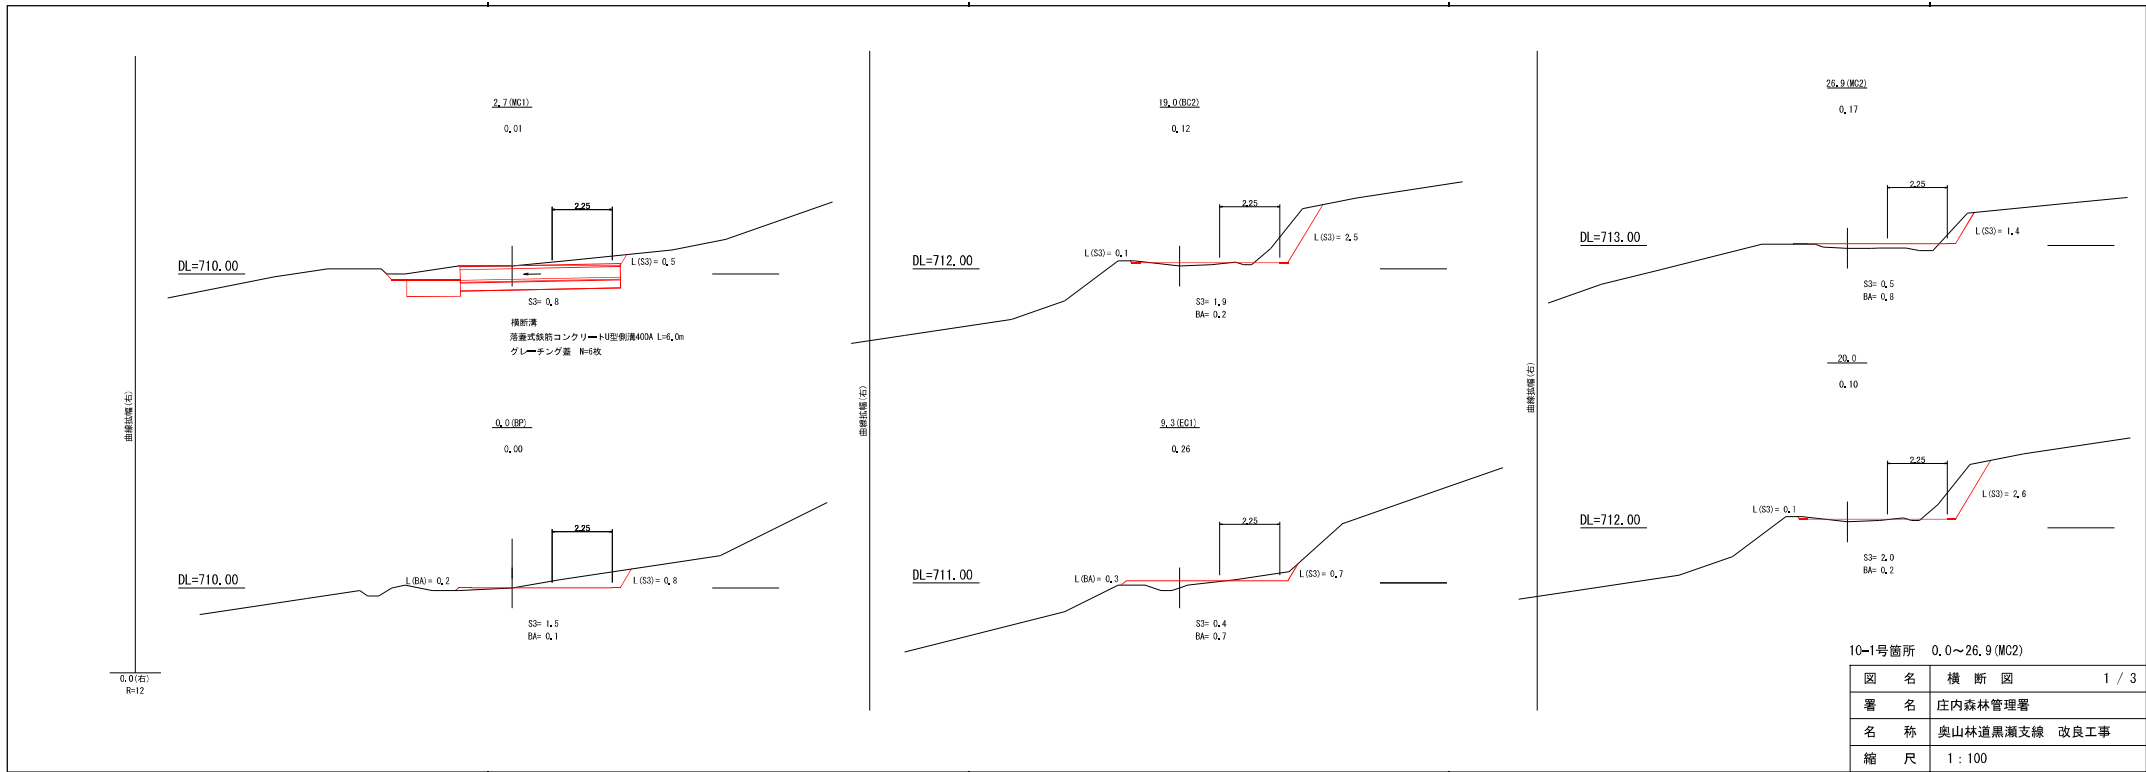 2.7(MC1)
0.01
2.25
DL=710.00
L(S3)= 0.5
S3= 0.8
横断溝
落蓋式鉄筋コンクリートU型側溝400A L=6.0m
グレーチング蓋 N=6枚
曲線拡幅(右)
0.0(BP)
0.00
2.25
DL=710.00
L(BA)= 0.2
L(S3)= 0.8
S3= 1.5
BA= 0.1
0.0(右)
R=12
19.0(BC2)
0.12
2.25
L(S3)= 0.1
L(S3)= 2.5
DL=712.00
S3= 1.9
BA= 0.2
曲線拡幅(右)
9.3(EC1)
0.26
2.25
DL=711.00
L(BA)= 0.3
L(S3)= 0.7
S3= 0.4
BA= 0.7
26.9(MC2)
0.17
2.25
DL=713.00
L(S3)= 1.4
S3= 0.5
BA= 0.8
曲線拡幅(右)
20.0
0.10
2.25
L(S3)= 0.1
L(S3)= 2.6
DL=712.00
S3= 2.0
BA= 0.2
10-1号箇所 0.0～26.9(MC2)
図 名 横 断 図 1 / 3
署 名 庄内森林管理署
名 称 奥山林道黒瀬支線 改良工事
縮 尺 1：100